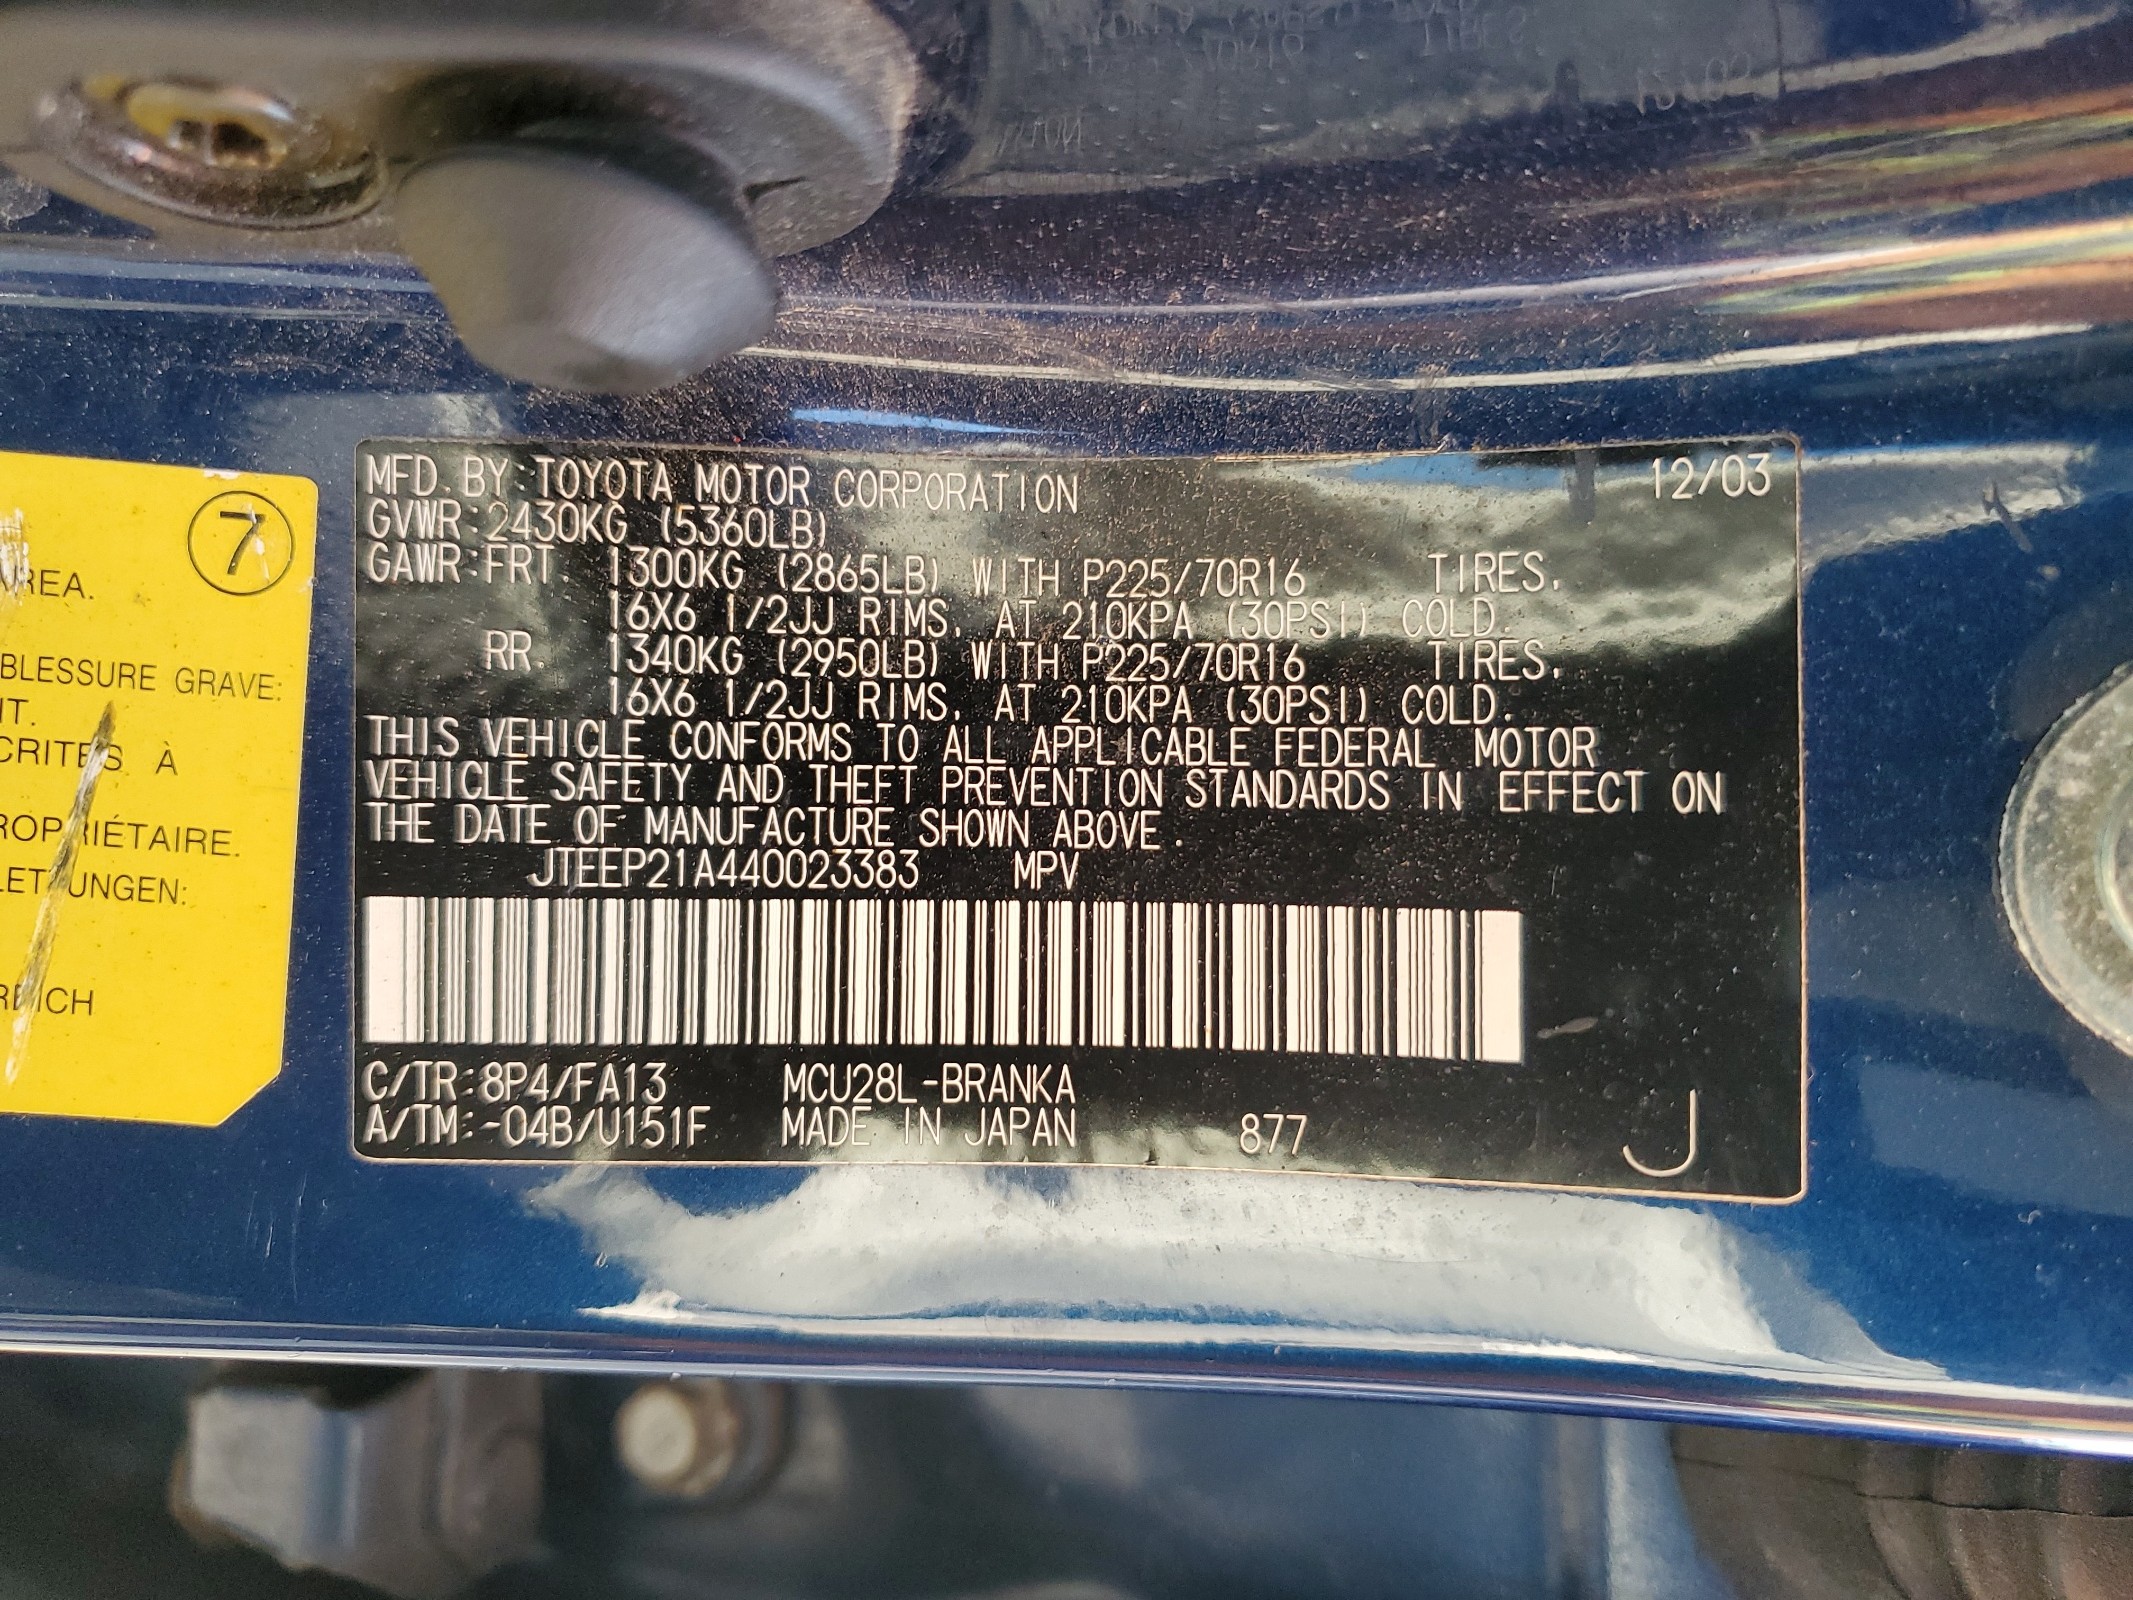 7
AREA.
BLESSURE GRAVE:
IT.
CRITES À
ROPRIÉTAIRE.
LETZUNGEN:
REICH
MFD. BY:TOYOTA MOTOR CORPORATION 12/03
GVWR:2430KG (5360LB)
GAWR:FRT. 1300KG (2865LB) WITH P225/70R16 TIRES.
16X6 1/2JJ RIMS. AT 210KPA (30PSI) COLD.
RR. 1340KG (2950LB) WITH P225/70R16 TIRES.
16X6 1/2JJ RIMS. AT 210KPA (30PSI) COLD.
THIS VEHICLE CONFORMS TO ALL APPLICABLE FEDERAL MOTOR
VEHICLE SAFETY AND THEFT PREVENTION STANDARDS IN EFFECT ON
THE DATE OF MANUFACTURE SHOWN ABOVE.
JTEEP21A440023383 MPV
C/TR:8P4/FA13 MCU28L-BRANKA
A/TM:-04B/U151F MADE IN JAPAN 877 J